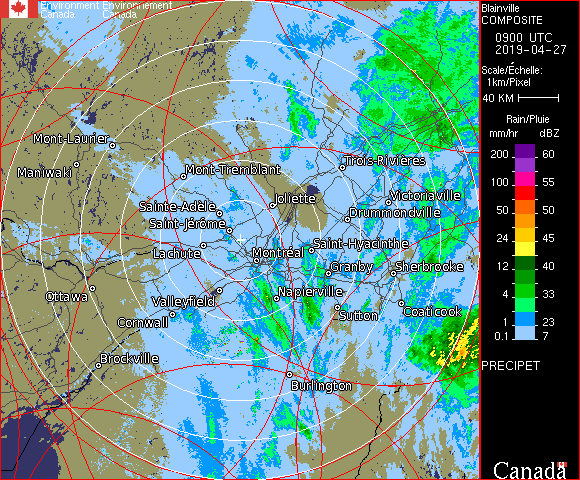 Environment Environnement
Canada Canada
Mont-Laurier
Maniwaki
Mont-Tremblant
Trois-Rivières
Sainte-Adèle
Joliette
Victoriaville
Saint-Jérôme
Drummondville
Lachute
Montréal
Saint-Hyacinthe
Granby
Sherbrooke
Ottawa
Valleyfield
Napierville
Cornwall
Sutton
Coaticook
Brockville
Burlington
Blainville
COMPOSITE
0900 UTC
2019-04-27
Scale/Échelle:
1km/Pixel
40 KM
Rain/Pluie
mm/hr dBZ
200 60
100 55
50 50
50 45
24 35
12 40
4 33
1 23
0.1 7
PRECIPET
Canada